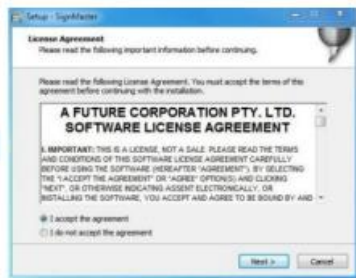 Setup - SignMaster
License Agreement
Please read the following important information before continuing.
Please read the following License Agreement. You must accept the terms of this
agreement before continuing with the installation.
A FUTURE CORPORATION PTY. LTD.
SOFTWARE LICENSE AGREEMENT
I. IMPORTANT: THIS IS A LICENSE, NOT A SALE. PLEASE READ THE TERMS
AND CONDITIONS OF THIS SOFTWARE LICENSE AGREEMENT CAREFULLY
BEFORE USING THE SOFTWARE (HEREAFTER "AGREEMENT"). BY SELECTING
THE "I ACCEPT THE AGREEMENT" OR "AGREE" OPTION(S) AND CLICKING
"NEXT", OR OTHERWISE INDICATING ASSENT ELECTRONICALLY, OR
INSTALLING THE SOFTWARE, YOU ACCEPT AND AGREE TO BE BOUND BY AND
I accept the agreement
I do not accept the agreement
Next >
Cancel